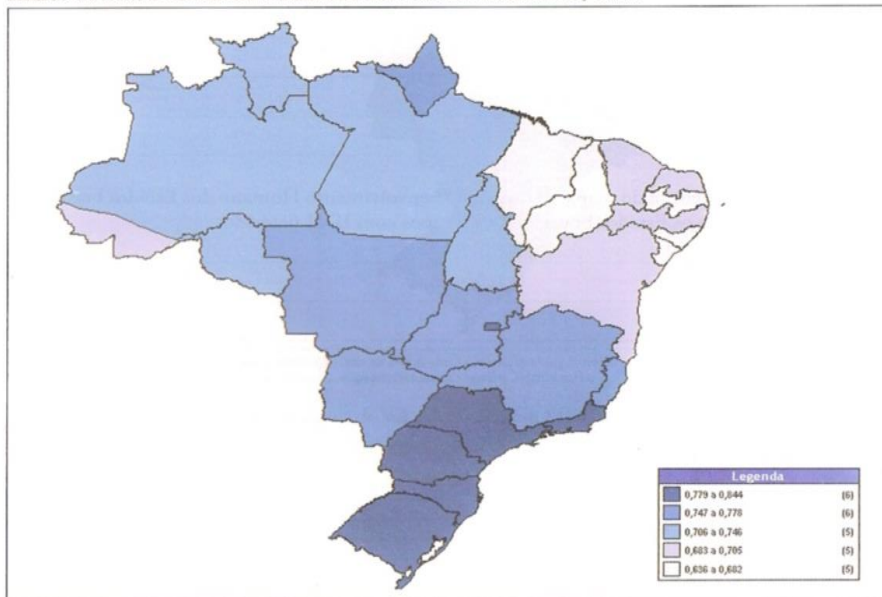 Legenda
0,779 a 0,844 (6)
0,747 a 0,778 (6)
0,706 a 0,746 (5)
0,683 a 0,705 (5)
0,636 a 0,682 (5)